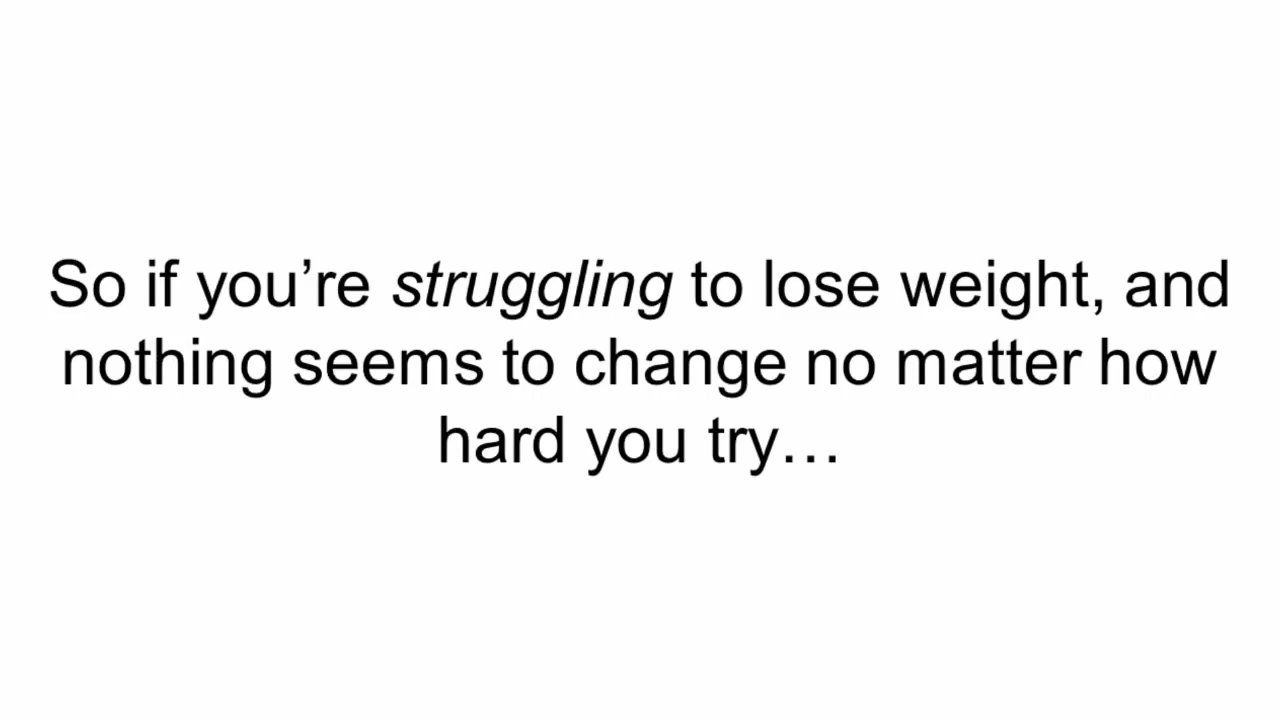 So if you’re struggling to lose weight, and
nothing seems to change no matter how
hard you try…